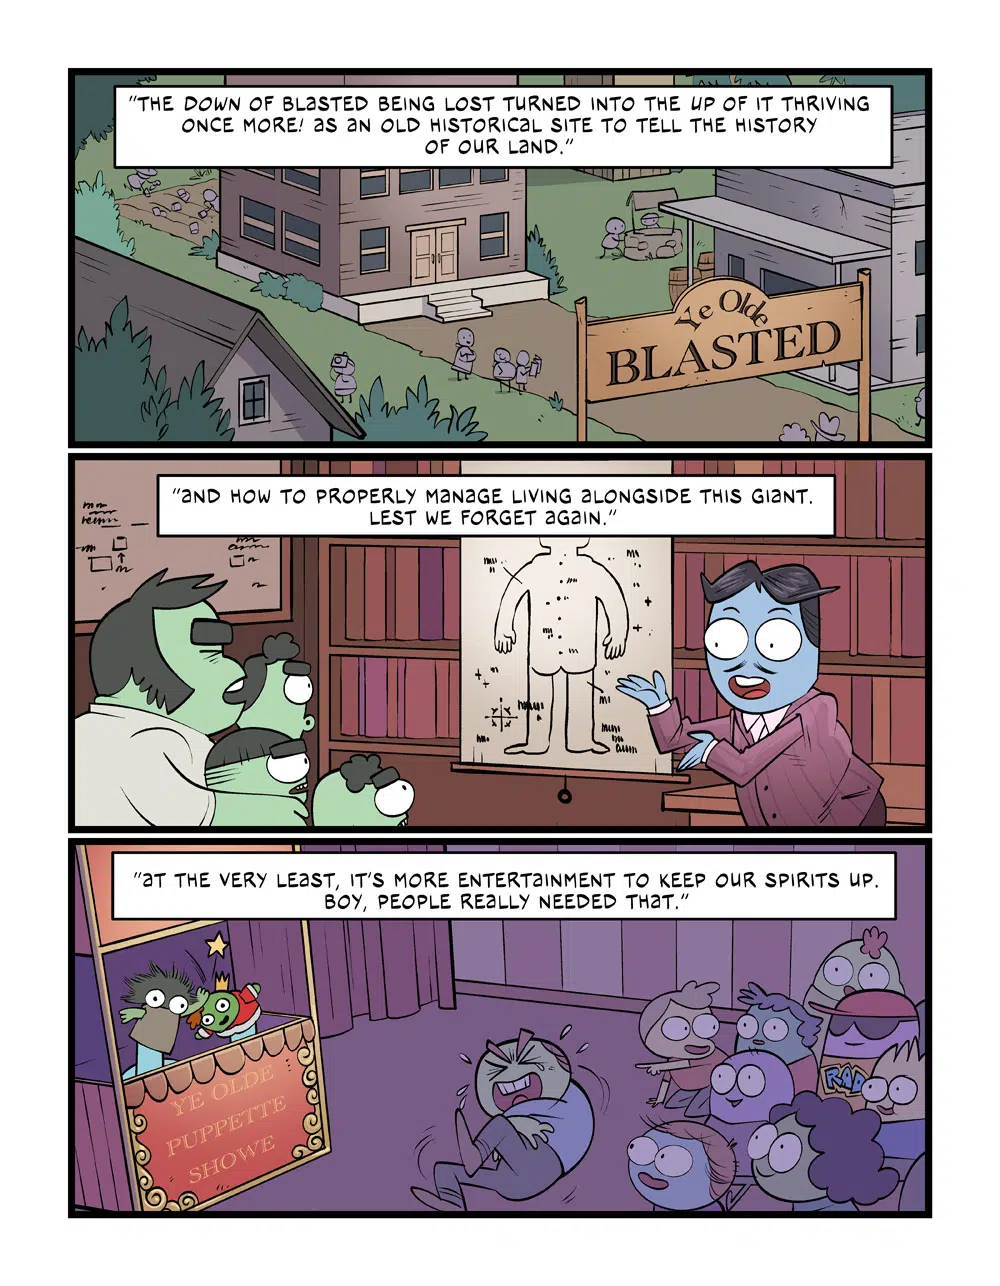 "THE DOWN OF BLASTED BEING LOST TURNED INTO THE UP OF IT THRIVING
ONCE MORE! AS AN OLD HISTORICAL SITE TO TELL THE HISTORY
OF OUR LAND."
Ye Olde
BLASTED
"AND HOW TO PROPERLY MANAGE LIVING ALONGSIDE THIS GIANT.
LEST WE FORGET AGAIN."
"AT THE VERY LEAST, IT'S MORE ENTERTAINMENT TO KEEP OUR SPIRITS UP.
BOY, PEOPLE REALLY NEEDED THAT."
YE OLDE
PUPPETTE
SHOWE
RAD